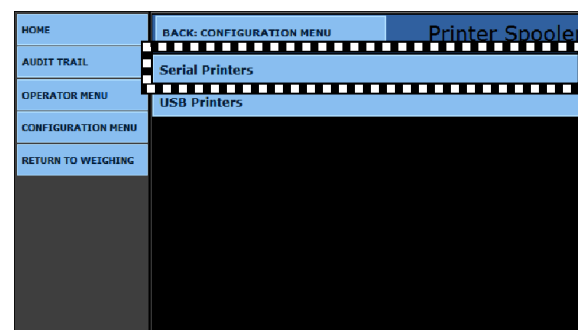 HOME
AUDIT TRAIL
OPERATOR MENU
CONFIGURATION MENU
RETURN TO WEIGHING
BACK: CONFIGURATION MENU
Printer Spooler
Serial Printers
USB Printers